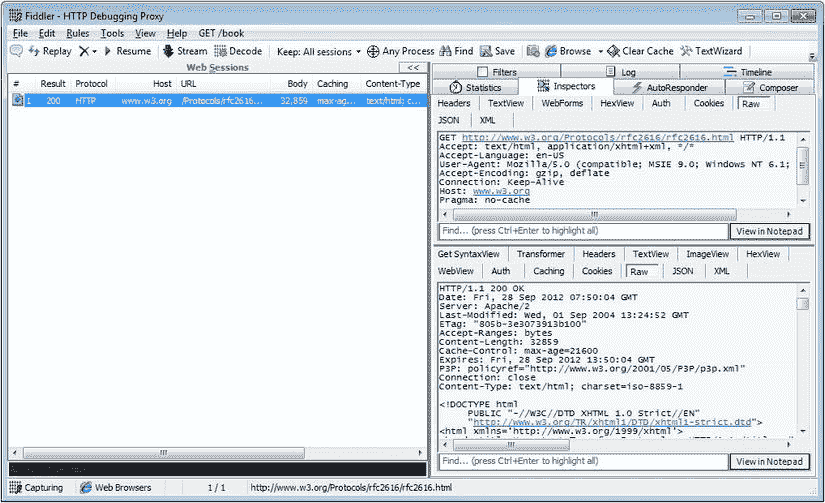 Fiddler - HTTP Debugging Proxy
File Edit Rules Tools View Help GET /book
Replay Resume Stream Decode Keep: All sessions Any Process Find Save Browse Clear Cache TextWizard
Web Sessions <<
# Result Protocol Host URL Body Caching Content-Type
1 200 HTTP www.w3.org /Protocols/rfc2616... 32,859 max-ag... text/html; c...
Filters Log Timeline
Statistics Inspectors AutoResponder Composer
Headers TextView WebForms HexView Auth Cookies Raw
JSON XML
GET http://www.w3.org/Protocols/rfc2616/rfc2616.html HTTP/1.1
Accept: text/html, application/xhtml+xml, */*
Accept-Language: en-US
User-Agent: Mozilla/5.0 (compatible; MSIE 9.0; Windows NT 6.1;
Accept-Encoding: gzip, deflate
Connection: Keep-Alive
Host: www.w3.org
Pragma: no-cache
Find... (press Ctrl+Enter to highlight all) View in Notepad
Get SyntaxView Transformer Headers TextView ImageView HexView
WebView Auth Caching Cookies Raw JSON XML
HTTP/1.1 200 OK
Date: Fri, 28 Sep 2012 07:50:04 GMT
Server: Apache/2
Last-Modified: Wed, 01 Sep 2004 13:24:52 GMT
ETag: "805b-3e3073913b100"
Accept-Ranges: bytes
Content-Length: 32859
Cache-Control: max-age=21600
Expires: Fri, 28 Sep 2012 13:50:04 GMT
P3P: policyref="http://www.w3.org/2001/05/P3P/p3p.xml"
Connection: close
Content-Type: text/html; charset=iso-8859-1
<!DOCTYPE html
PUBLIC "-//W3C//DTD XHTML 1.0 Strict//EN"
"http://www.w3.org/TR/xhtml1/DTD/xhtml1-strict.dtd">
<html xmlns='http://www.w3.org/1999/xhtml'>
Find... (press Ctrl+Enter to highlight all) View in Notepad
Capturing Web Browsers 1 / 1 http://www.w3.org/Protocols/rfc2616/rfc2616.html